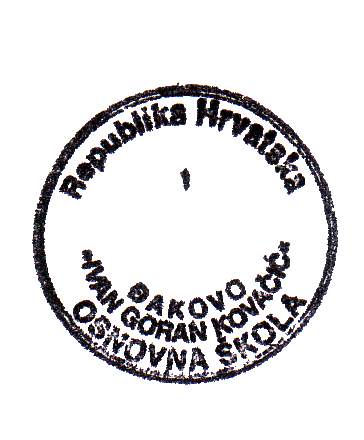 Republika Hrvatska
1
ĐAKOVO
"IVAN GORAN KOVAČIĆ"
OSNOVNA ŠKOLA